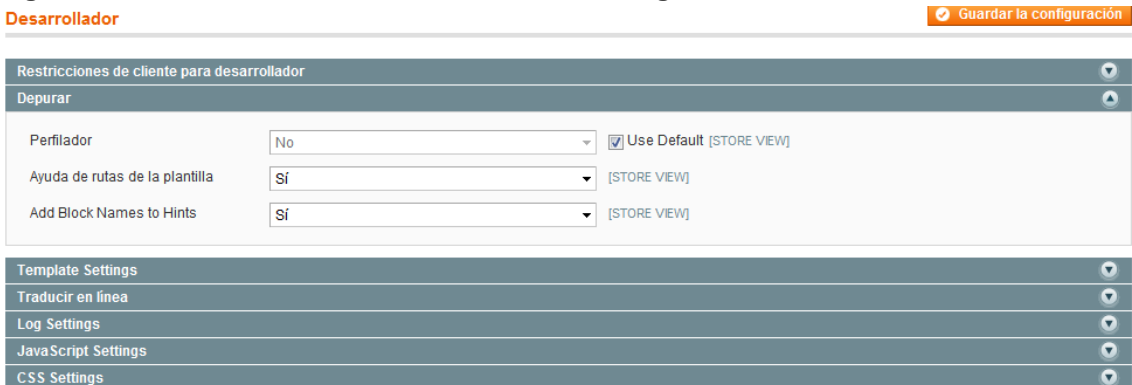 Desarrollador
Guardar la configuración
Restricciones de cliente para desarrollador
Depurar
Perfilador No Use Default [STORE VIEW]
Ayuda de rutas de la plantilla Sí [STORE VIEW]
Add Block Names to Hints Sí [STORE VIEW]
Template Settings
Traducir en línea
Log Settings
JavaScript Settings
CSS Settings